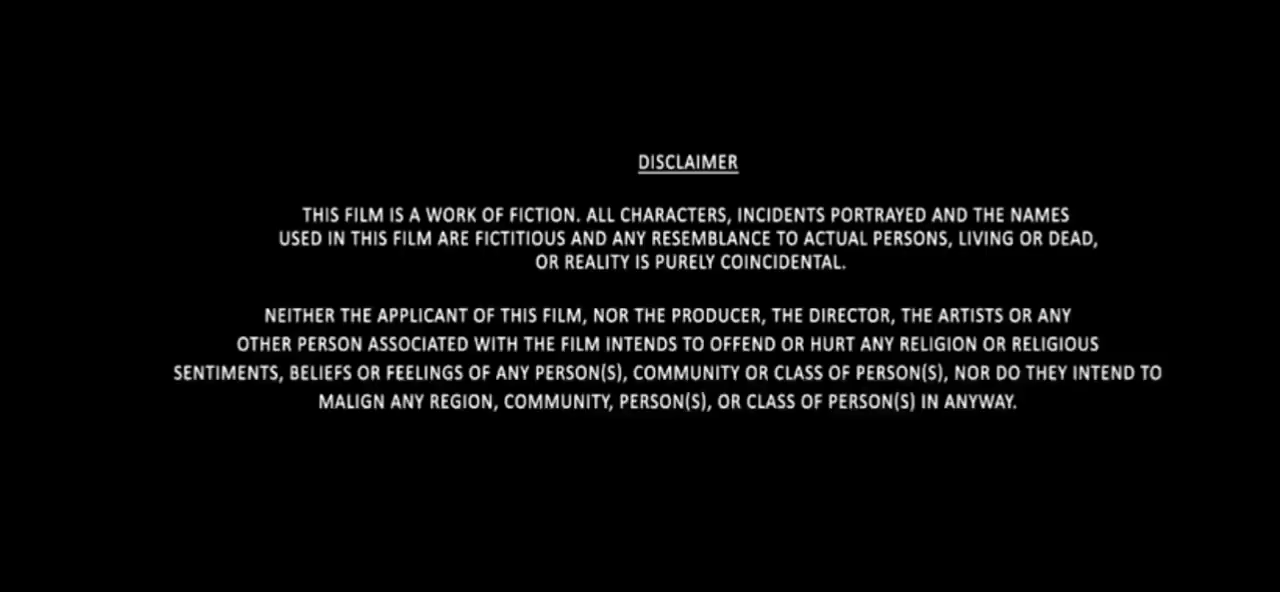 DISCLAIMER
THIS FILM IS A WORK OF FICTION. ALL CHARACTERS, INCIDENTS PORTRAYED AND THE NAMES
USED IN THIS FILM ARE FICTITIOUS AND ANY RESEMBLANCE TO ACTUAL PERSONS, LIVING OR DEAD,
OR REALITY IS PURELY COINCIDENTAL.
NEITHER THE APPLICANT OF THIS FILM, NOR THE PRODUCER, THE DIRECTOR, THE ARTISTS OR ANY
OTHER PERSON ASSOCIATED WITH THE FILM INTENDS TO OFFEND OR HURT ANY RELIGION OR RELIGIOUS
SENTIMENTS, BELIEFS OR FEELINGS OF ANY PERSON(S), COMMUNITY OR CLASS OF PERSON(S), NOR DO THEY INTEND TO
MALIGN ANY REGION, COMMUNITY, PERSON(S), OR CLASS OF PERSON(S) IN ANYWAY.